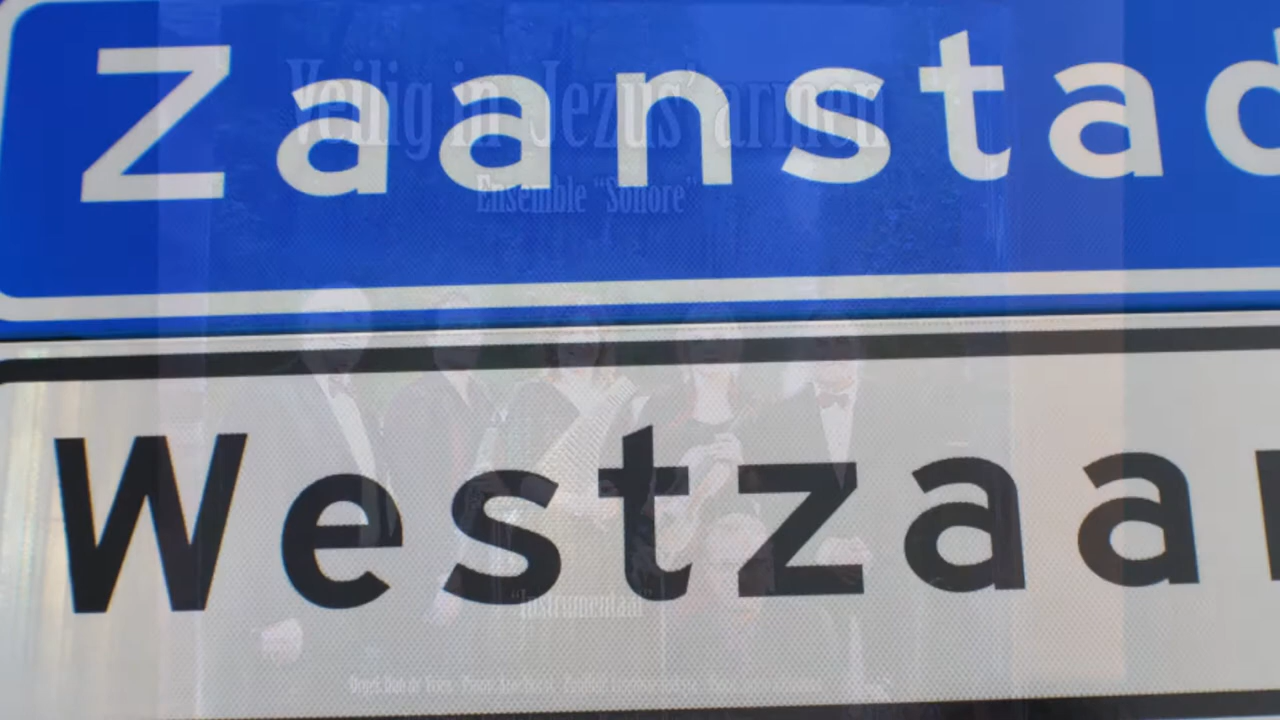 Zaanstad
Veilig in Jezus' armen
Ensemble "Sonore"
Westzaan
"Instrumentaal"